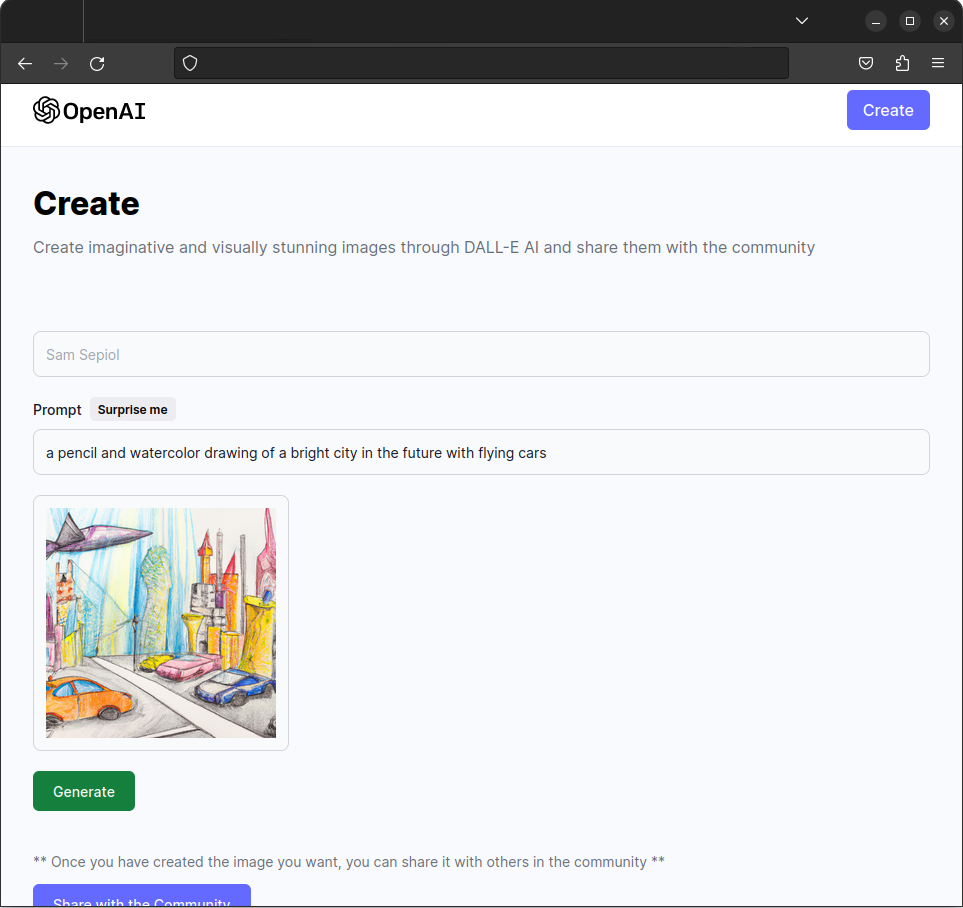 OpenAI
Create
Create
Create imaginative and visually stunning images through DALL-E AI and share them with the community
Sam Sepiol
Prompt Surprise me
a pencil and watercolor drawing of a bright city in the future with flying cars
Generate
** Once you have created the image you want, you can share it with others in the community **
Share with the Community